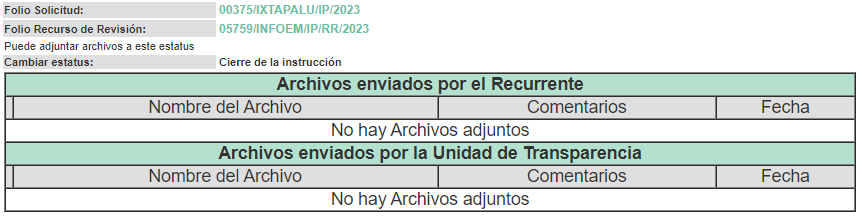 Folio Solicitud: 00375/IXTAPALU/IP/2023
Folio Recurso de Revisión: 05759/INFOEM/IP/RR/2023
Puede adjuntar archivos a este estatus
Cambiar estatus: Cierre de la instrucción
Archivos enviados por el Recurrente
Nombre del Archivo Comentarios Fecha
No hay Archivos adjuntos
Archivos enviados por la Unidad de Transparencia
Nombre del Archivo Comentarios Fecha
No hay Archivos adjuntos